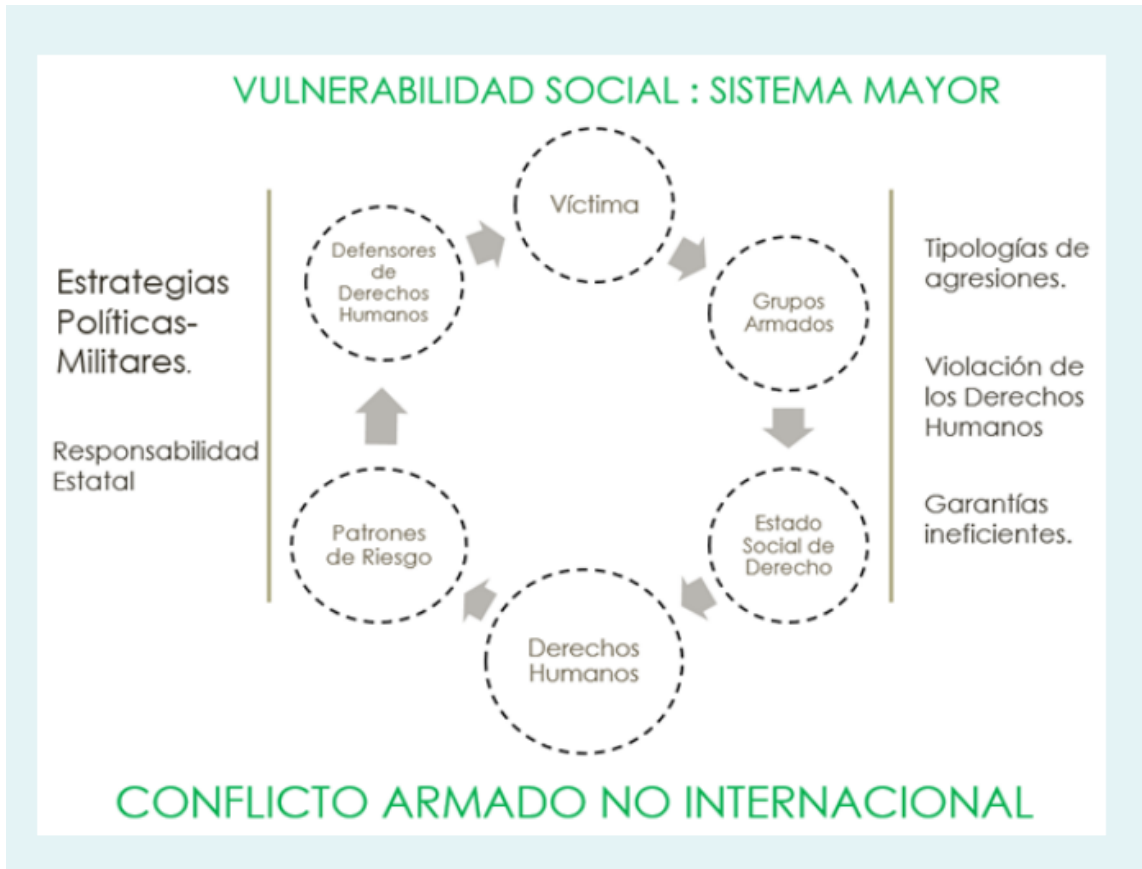 VULNERABILIDAD SOCIAL : SISTEMA MAYOR
Víctima
Grupos
Armados
Estado
Social de
Derecho
Derechos
Humanos
Patrones
de Riesgo
Defensores
de
Derechos
Humanos
Estrategias
Políticas-
Militares.
Responsabilidad
Estatal
Tipologías de
agresiones.
Violación de
los Derechos
Humanos
Garantías
ineficientes.
CONFLICTO ARMADO NO INTERNACIONAL